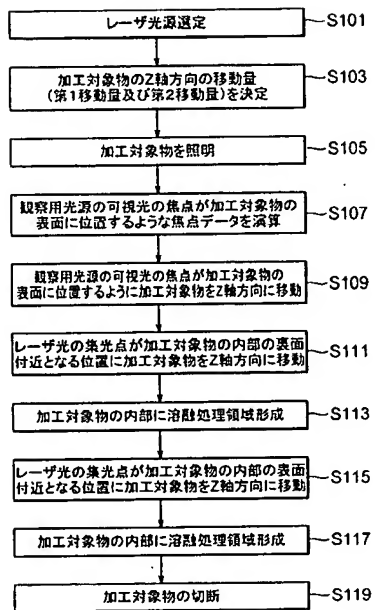 レーザ光源選定
S101
加工対象物のZ軸方向の移動量
(第1移動量及び第2移動量)を決定
S103
加工対象物を照明
S105
観察用光源の可視光の焦点が加工対象物の
表面に位置するような焦点データを演算
S107
観察用光源の可視光の焦点が加工対象物の
表面に位置するように加工対象物をZ軸方向に移動
S109
レーザ光の集光点が加工対象物の内部の表面
付近となる位置に加工対象物をZ軸方向に移動
S111
加工対象物の内部に溶融処理領域形成
S113
レーザ光の集光点が加工対象物の内部の表面
付近となる位置に加工対象物をZ軸方向に移動
S115
加工対象物の内部に溶融処理領域形成
S117
加工対象物の切断
S119